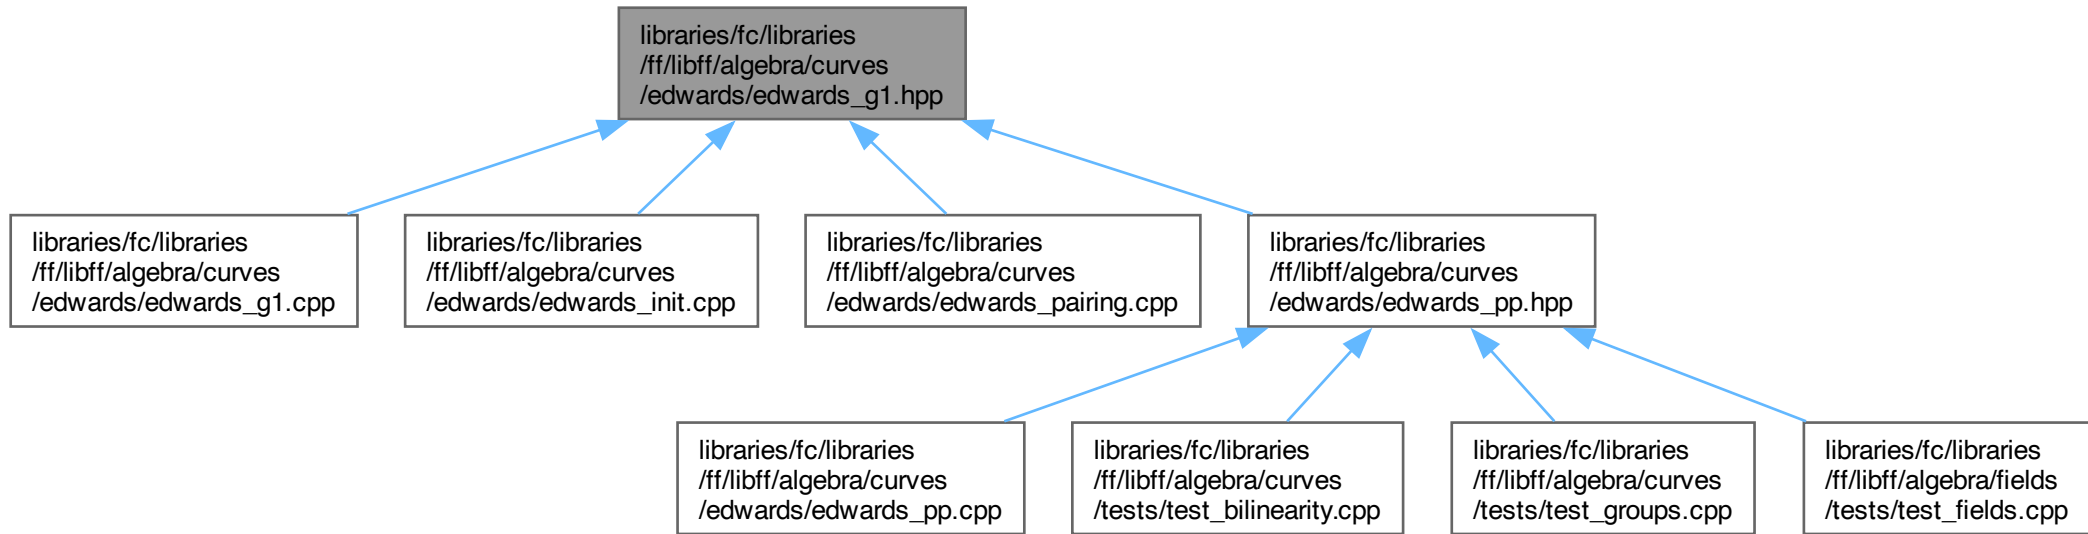 libraries/fc/libraries
/ff/libff/algebra/curves
/edwards/edwards_g1.hpp
libraries/fc/libraries
/ff/libff/algebra/curves
/edwards/edwards_g1.cpp
libraries/fc/libraries
/ff/libff/algebra/curves
/edwards/edwards_init.cpp
libraries/fc/libraries
/ff/libff/algebra/curves
/edwards/edwards_pairing.cpp
libraries/fc/libraries
/ff/libff/algebra/curves
/edwards/edwards_pp.hpp
libraries/fc/libraries
/ff/libff/algebra/curves
/edwards/edwards_pp.cpp
libraries/fc/libraries
/ff/libff/algebra/curves
/tests/test_bilinearity.cpp
libraries/fc/libraries
/ff/libff/algebra/curves
/tests/test_groups.cpp
libraries/fc/libraries
/ff/libff/algebra/fields
/tests/test_fields.cpp